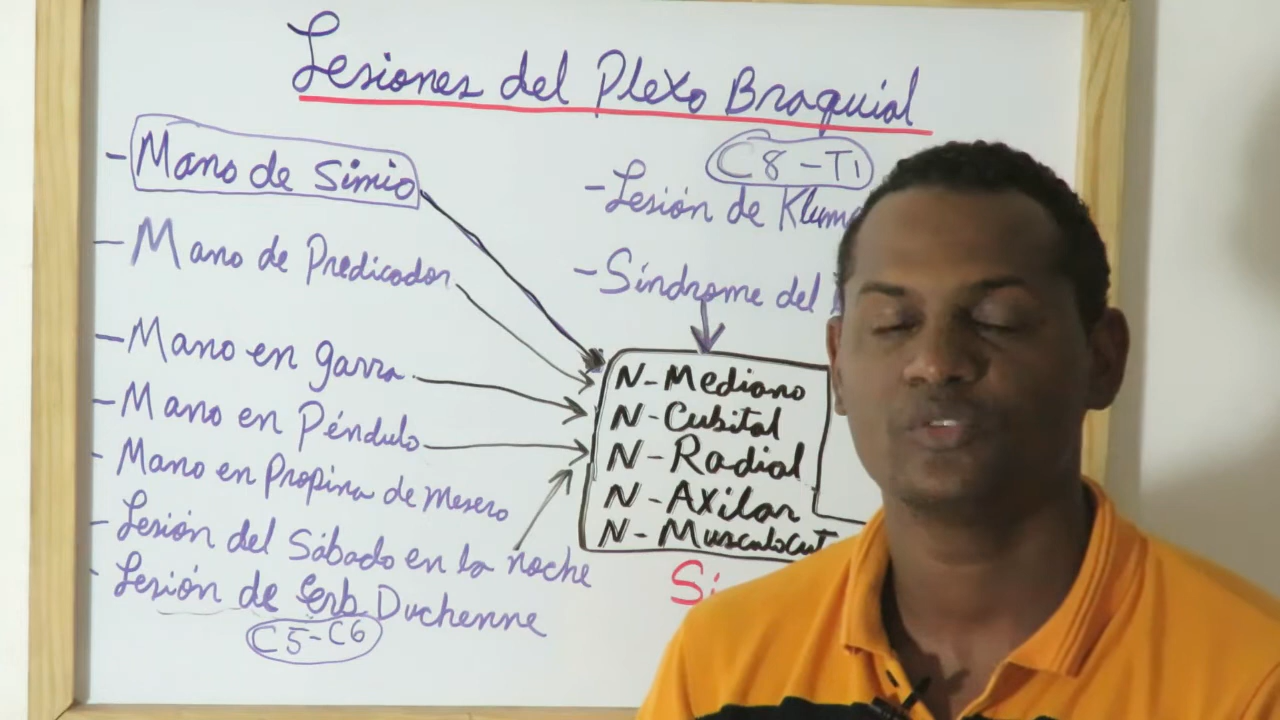 Lesiones del Plexo Braquial
- Mano de Simio
- Mano de Predicador
- Mano en garra
- Mano en Péndulo
- Mano en Propina de mesero
- Lesión del Sábado en la noche
- Lesión de Erb Duchenne
C5-C6
C8-T1
- Lesión de
- Síndrome del
N-Mediano
N-Cubital
N-Radial
N-Axilar
N-Musculocut